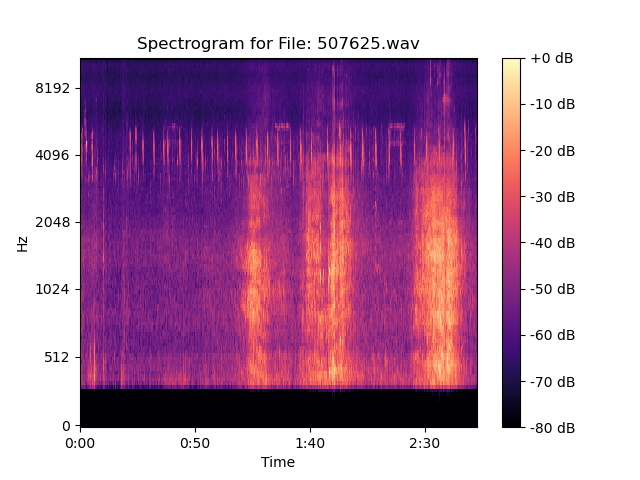 Spectrogram for File: 507625.wav
8192
4096
2048
1024
512
0
Hz
0:00
0:50
1:40
2:30
Time
+0 dB
-10 dB
-20 dB
-30 dB
-40 dB
-50 dB
-60 dB
-70 dB
-80 dB